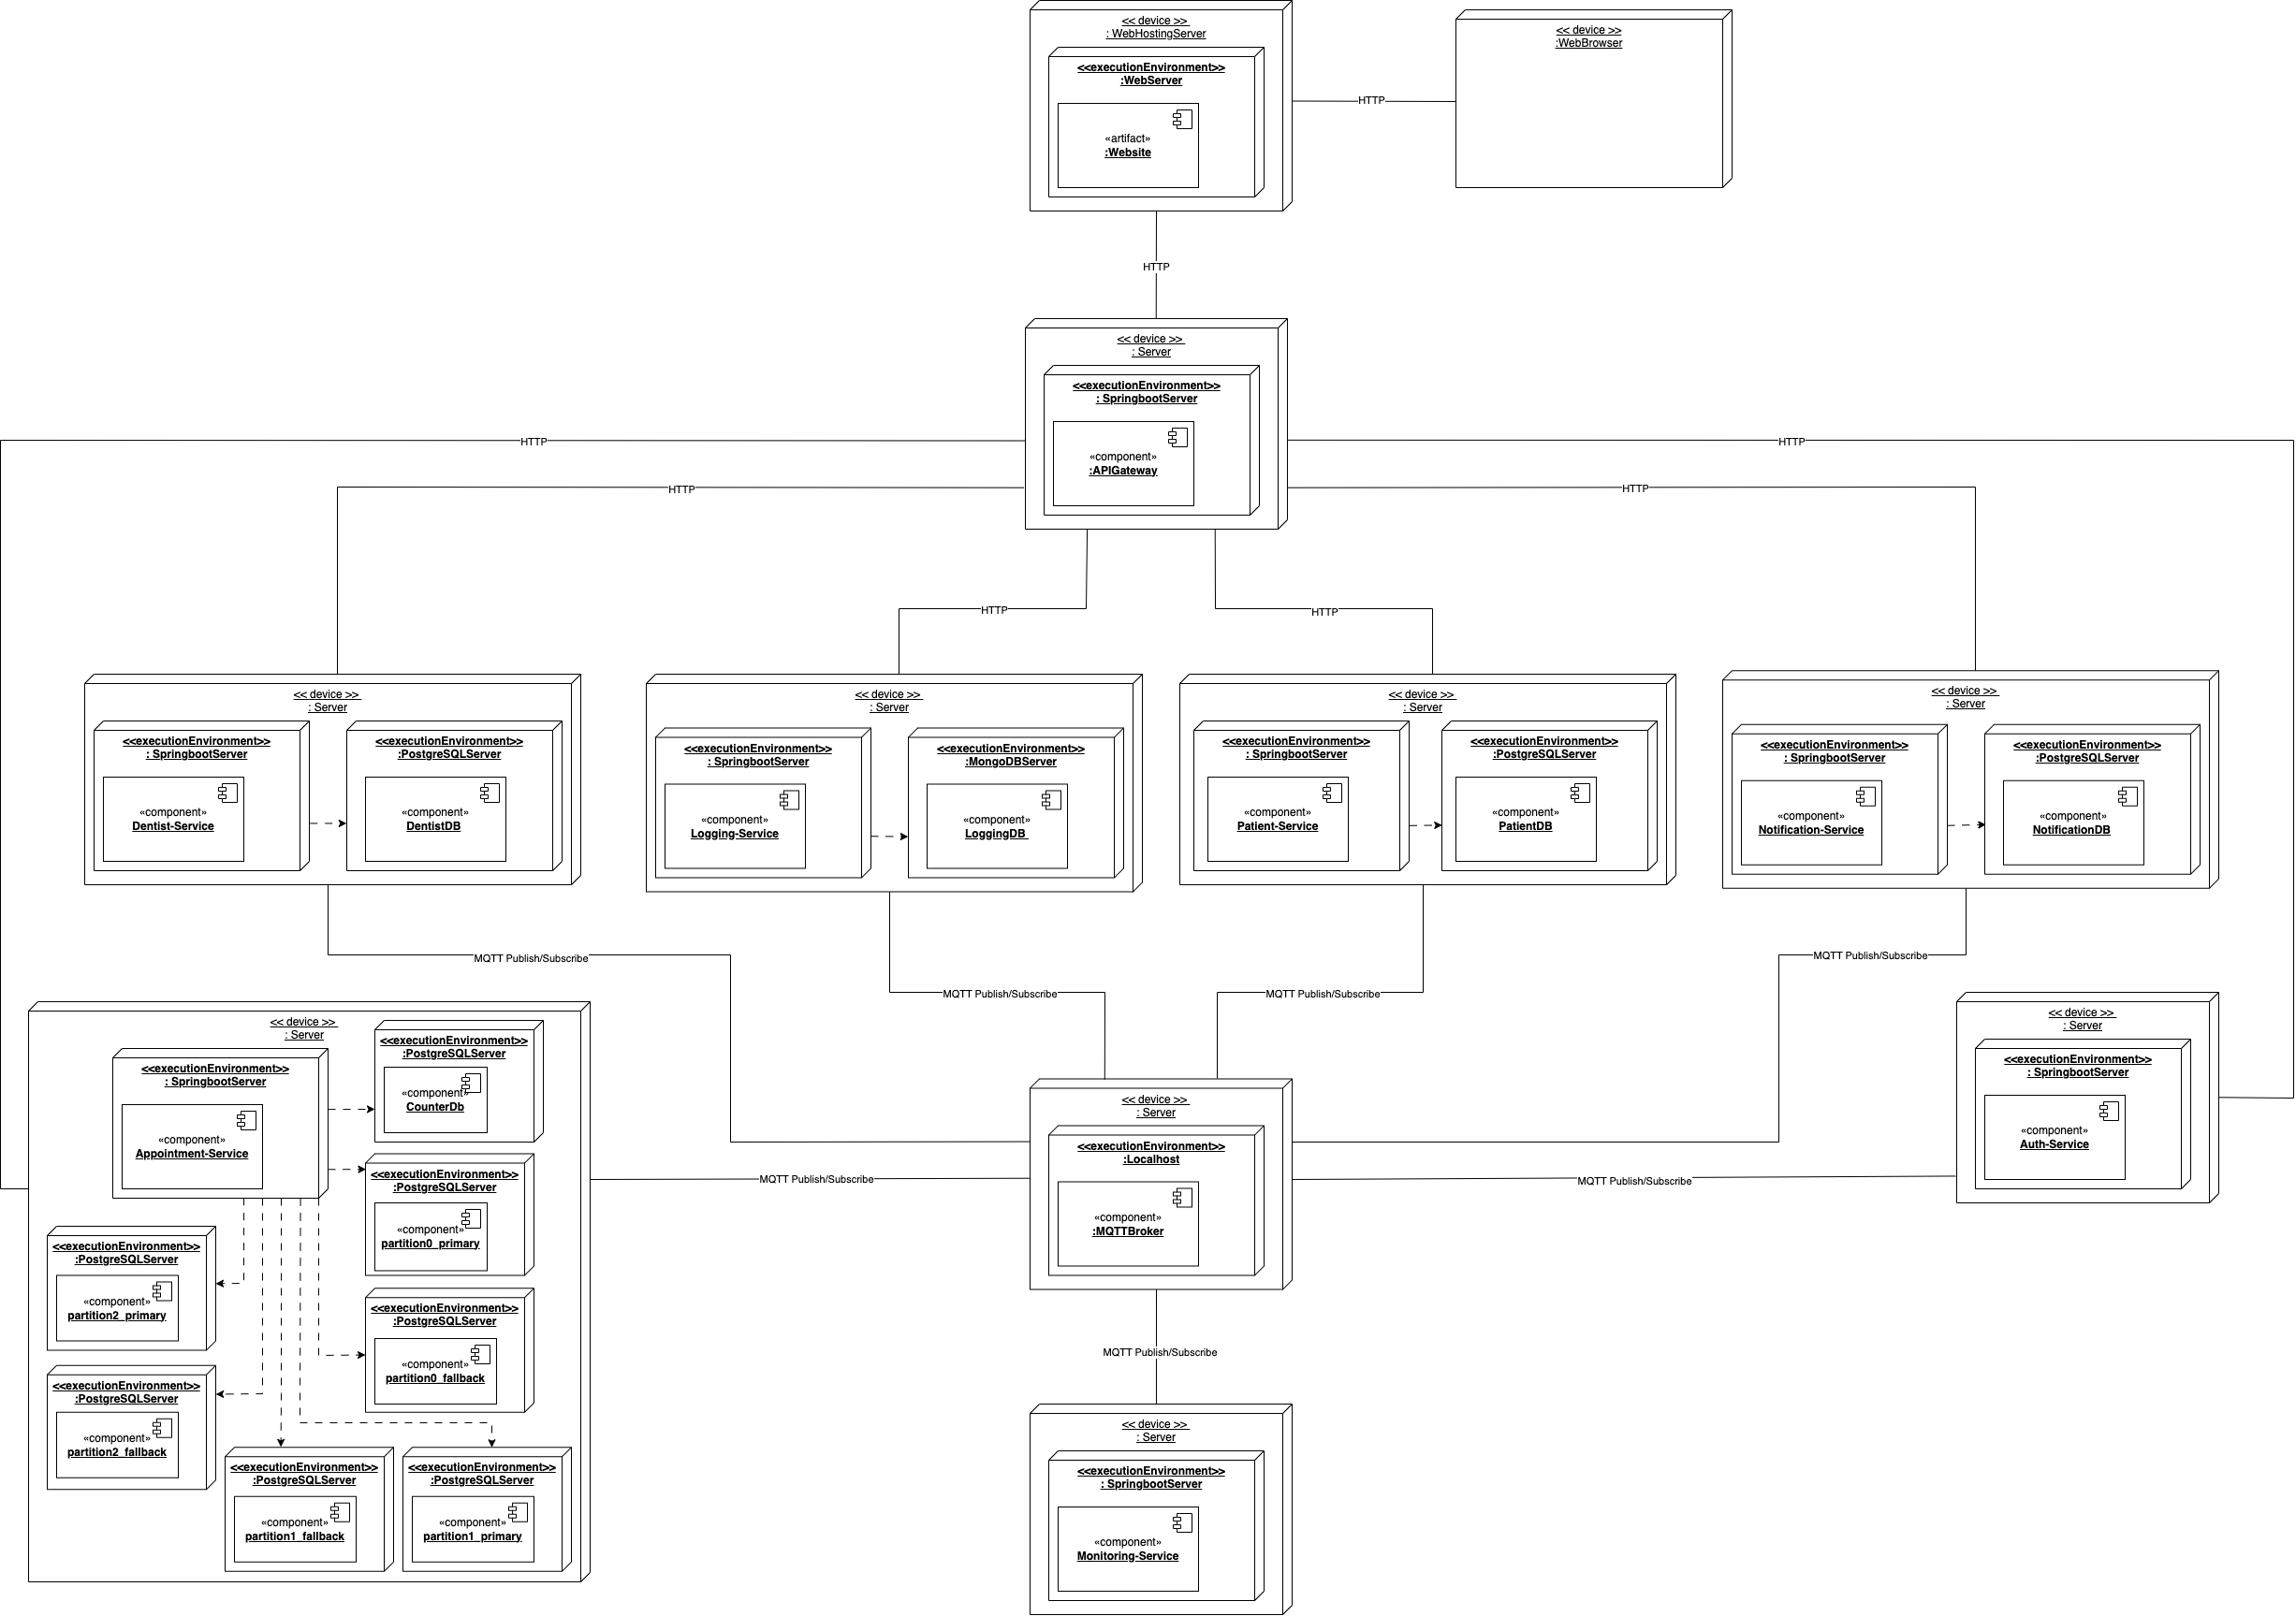 << device >>
: WebHostingServer
<<executionEnvironment>>
:WebServer
«artifact»
:Website
<< device >>
:WebBrowser
HTTP
HTTP
<< device >>
: Server
<<executionEnvironment>>
: SpringbootServer
«component»
:APIGateway
HTTP
HTTP
HTTP
HTTP
HTTP
HTTP
<< device >>
: Server
<<executionEnvironment>>
: SpringbootServer
«component»
Dentist-Service
<<executionEnvironment>>
:PostgreSQLServer
«component»
DentistDB
<< device >>
: Server
<<executionEnvironment>>
: SpringbootServer
«component»
Logging-Service
<<executionEnvironment>>
:MongoDBServer
«component»
LoggingDB
<< device >>
: Server
<<executionEnvironment>>
: SpringbootServer
«component»
Patient-Service
<<executionEnvironment>>
:PostgreSQLServer
«component»
PatientDB
<< device >>
: Server
<<executionEnvironment>>
: SpringbootServer
«component»
Notification-Service
<<executionEnvironment>>
:PostgreSQLServer
«component»
NotificationDB
MQTT Publish/Subscribe
MQTT Publish/Subscribe
MQTT Publish/Subscribe
MQTT Publish/Subscribe
<< device >>
: Server
<<executionEnvironment>>
: SpringbootServer
«component»
Appointment-Service
<<executionEnvironment>>
:PostgreSQLServer
«component»
CounterDb
<<executionEnvironment>>
:PostgreSQLServer
«component»
partition0_primary
<<executionEnvironment>>
:PostgreSQLServer
«component»
partition2_primary
<<executionEnvironment>>
:PostgreSQLServer
«component»
partition0_fallback
<<executionEnvironment>>
:PostgreSQLServer
«component»
partition2_fallback
<<executionEnvironment>>
:PostgreSQLServer
«component»
partition1_fallback
<<executionEnvironment>>
:PostgreSQLServer
«component»
partition1_primary
MQTT Publish/Subscribe
<< device >>
: Server
<<executionEnvironment>>
:Localhost
«component»
:MQTTBroker
MQTT Publish/Subscribe
<< device >>
: Server
<<executionEnvironment>>
: SpringbootServer
«component»
Auth-Service
MQTT Publish/Subscribe
<< device >>
: Server
<<executionEnvironment>>
: SpringbootServer
«component»
Monitoring-Service